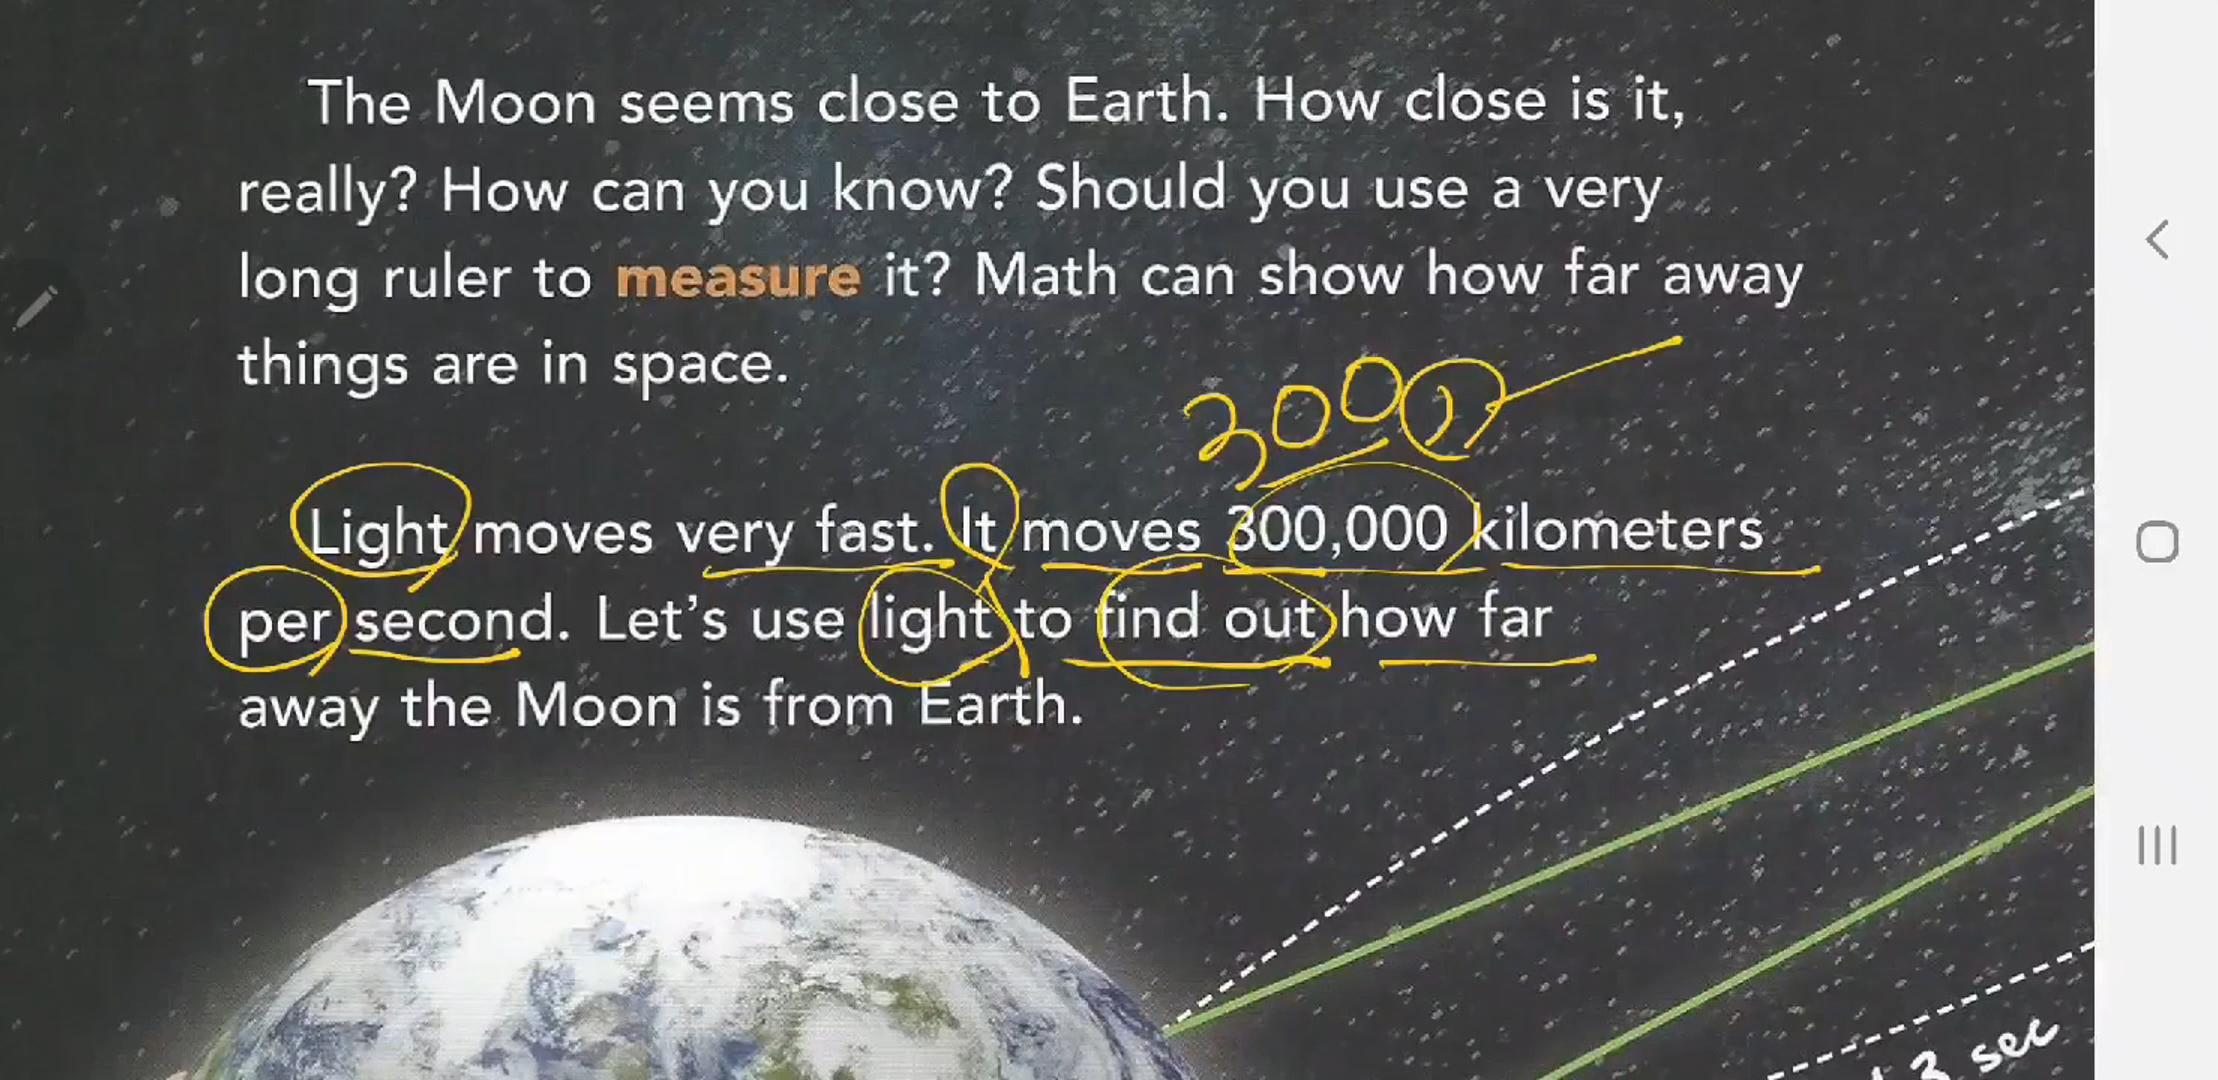 The Moon seems close to Earth. How close is it,
really? How can you know? Should you use a very
long ruler to measure it? Math can show how far away
things are in space.
300
Light moves very fast. It moves 300,000 kilometers
per second. Let's use light to find out how far
away the Moon is from Earth.
3 sec